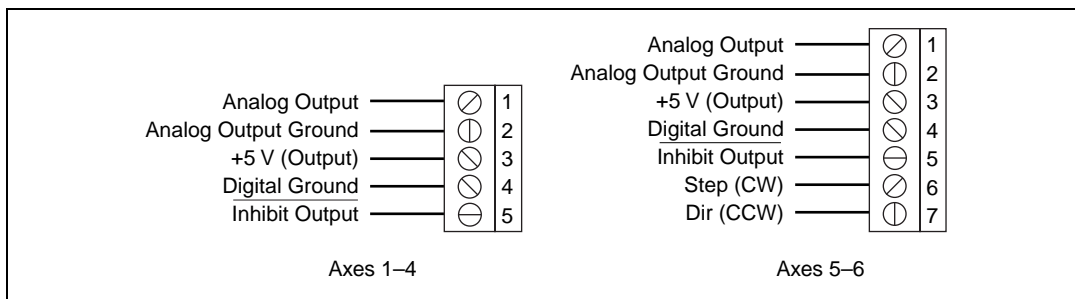 Analog Output 1
Analog Output Ground 2
+5 V (Output) 3
Digital Ground 4
Inhibit Output 5
Axes 1–4
Analog Output 1
Analog Output Ground 2
+5 V (Output) 3
Digital Ground 4
Inhibit Output 5
Step (CW) 6
Dir (CCW) 7
Axes 5–6